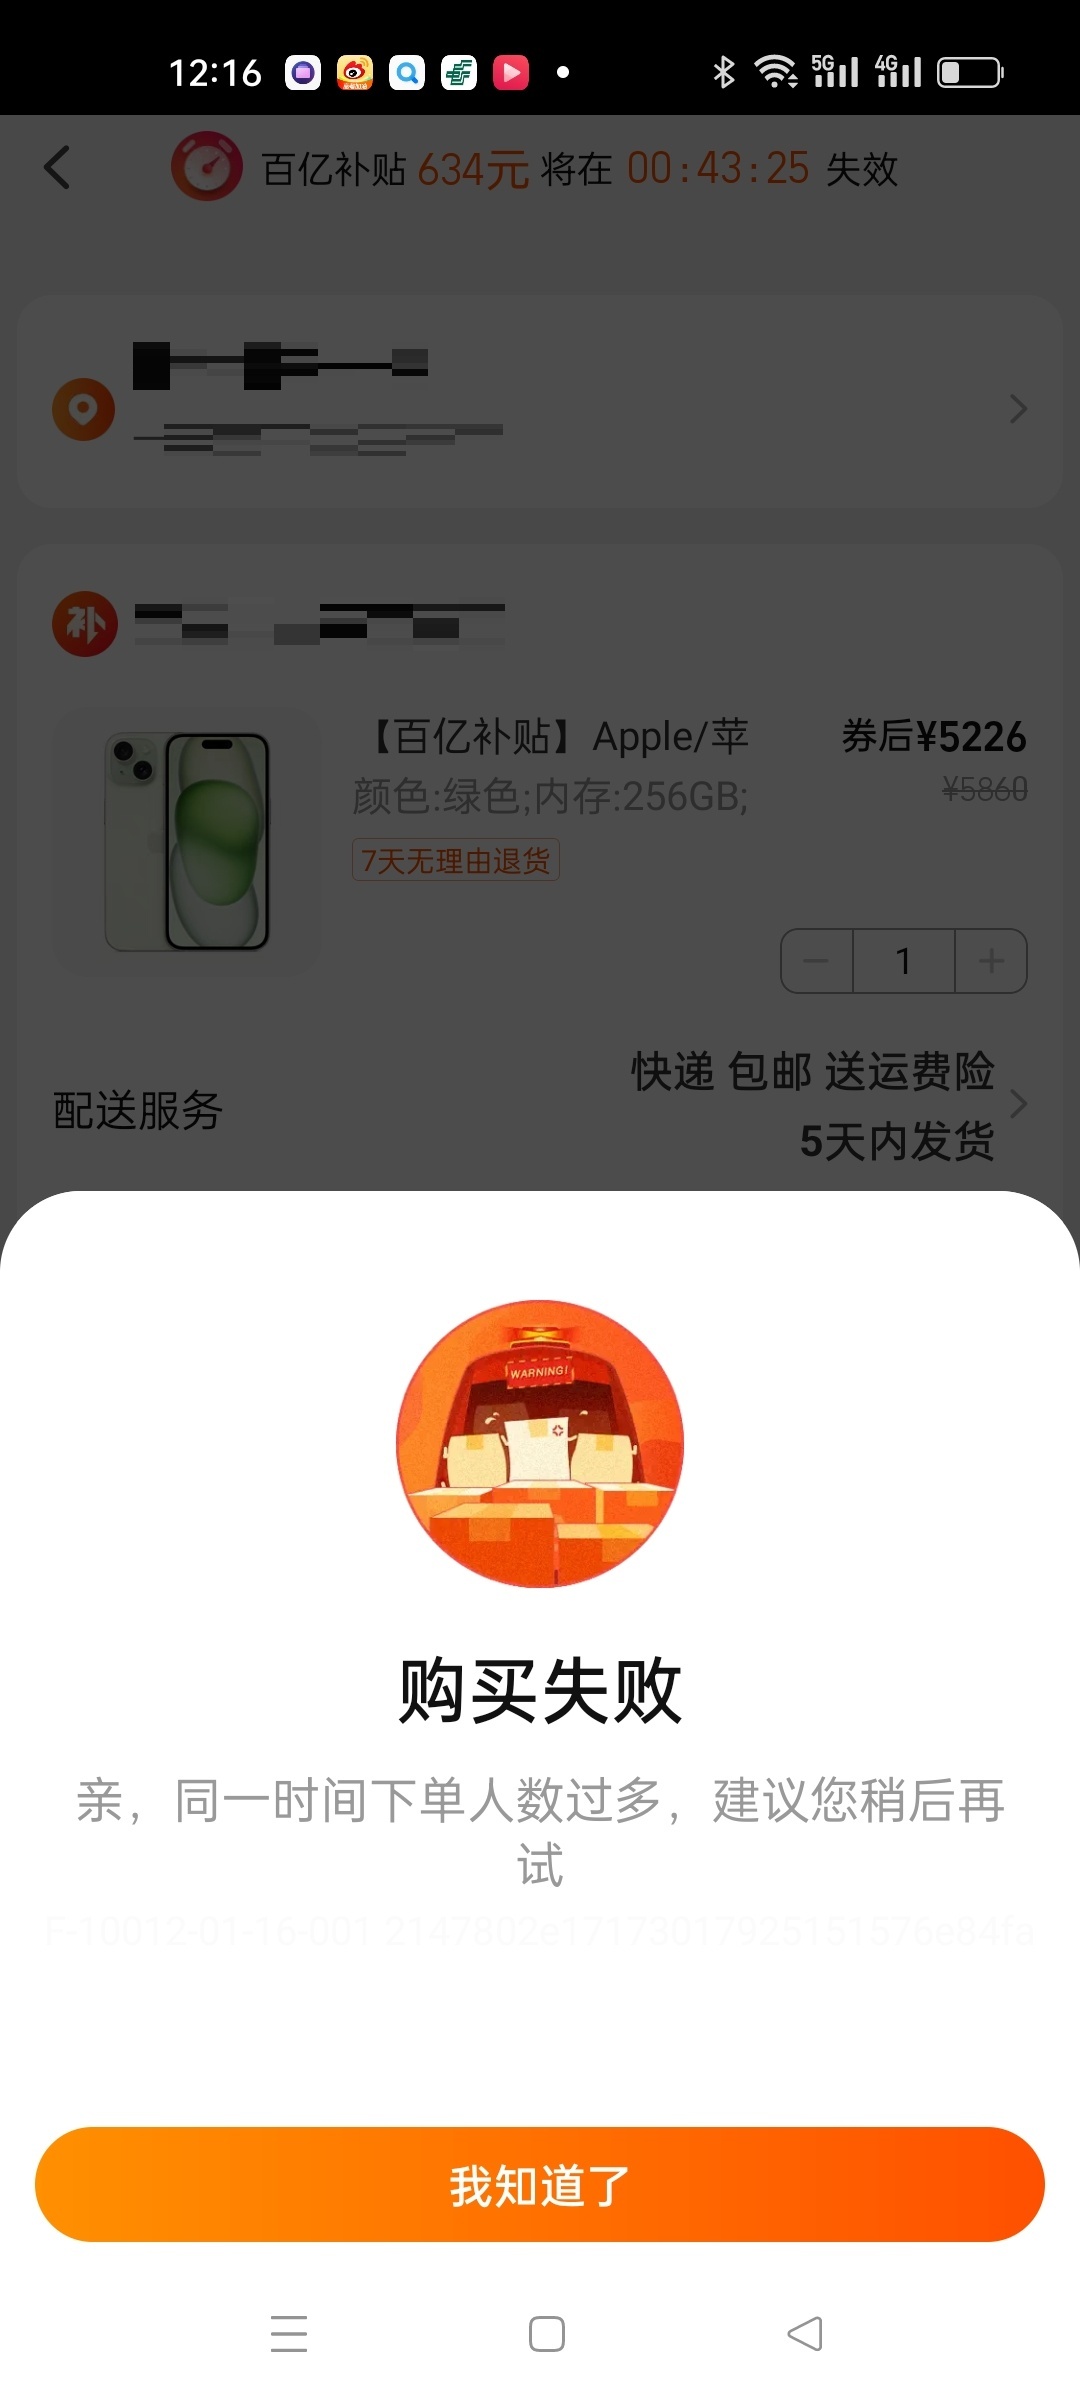 12:16
5G 4G
百亿补贴 634元 将在 00:43:25 失效
补
【百亿补贴】Apple/苹 券后¥5226
颜色:绿色;内存:256GB; ¥5860
7天无理由退货
1
快递 包邮 送运费险
配送服务
5天内发货
WARNING!
购买失败
亲，同一时间下单人数过多，建议您稍后再
试
F-10012-01-16-001 2147802e17173017925151576e84fa
我知道了